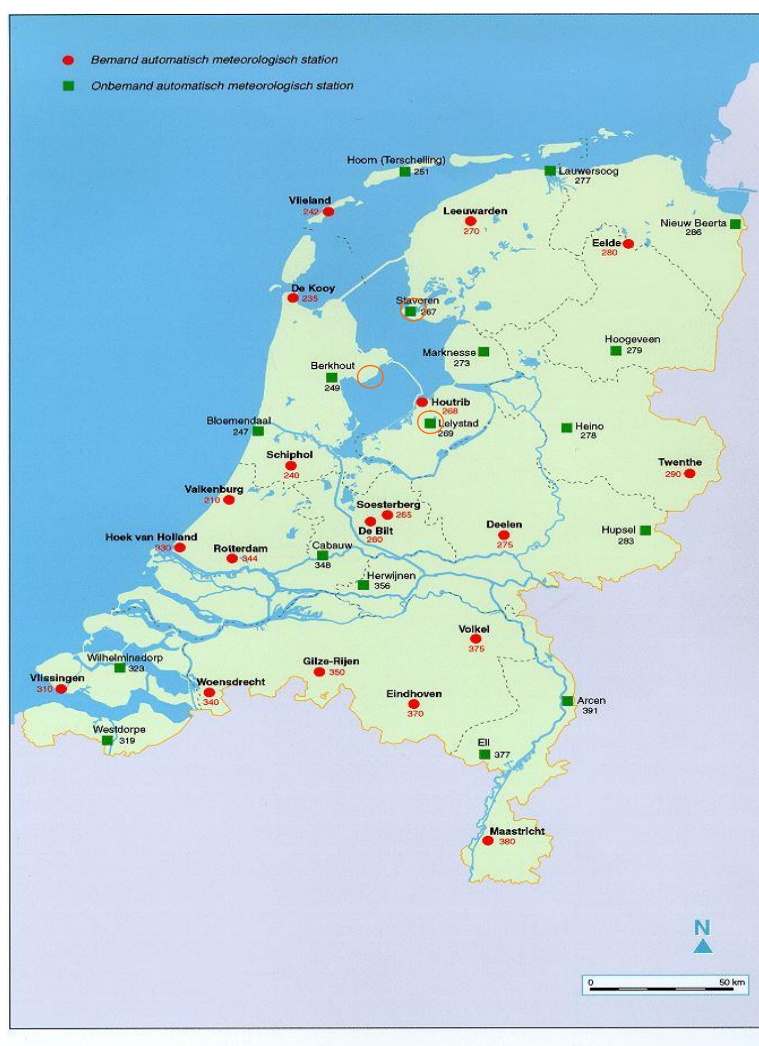 Bemand automatisch meteorologisch station
Onbemand automatisch meteorologisch station
Hoorn (Terschelling)
251
Lauwersoog
277
Vlieland
242
Leeuwarden
270
Nieuw Beerta
286
Eelde
280
De Kooy
235
Stavoren
267
Hoogeveen
279
Marknesse
273
Berkhout
249
Houtrib
268
Lelystad
269
Bloemendaal
247
Heino
278
Schiphol
240
Twenthe
290
Valkenburg
210
Soesterberg
265
De Bilt
260
Deelen
275
Hupsel
283
Hoek van Holland
330
Rotterdam
344
Cabauw
348
Herwijnen
356
Volkel
375
Wilhelminadorp
323
Gilze-Rijen
350
Vlissingen
310
Woensdrecht
340
Eindhoven
370
Arcen
391
Westdorpe
319
Ell
377
Maastricht
380
N
0 50 km